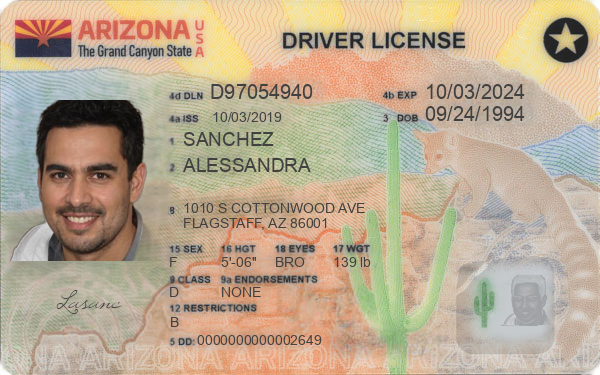 ARIZONA USA
The Grand Canyon State
DRIVER LICENSE
4d DLN D97054940
4b EXP 10/03/2024
4a ISS 10/03/2019
3 DOB 09/24/1994
1 SANCHEZ
2 ALESSANDRA
8 1010 S COTTONWOOD AVE
FLAGSTAFF, AZ 86001
15 SEX 16 HGT 18 EYES 17 WGT
F 5'-06" BRO 139 lb
9 CLASS 9a ENDORSEMENTS
D NONE
12 RESTRICTIONS
B
5 DD: 0000000000002649
ARIZONA ARIZONA ARIZONA ARIZONA